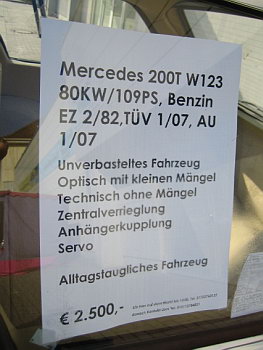 Mercedes 200T W123
80KW/109PS, Benzin
EZ 2/82,TÜV 1/07, AU
1/07
Unverbasteltes Fahrzeug
Optisch mit kleinen Mängel
Technisch ohne Mängel
Zentralverrieglung
Anhängerkupplung
Servo
Alltagstaugliches Fahrzeug
€ 2.500,-